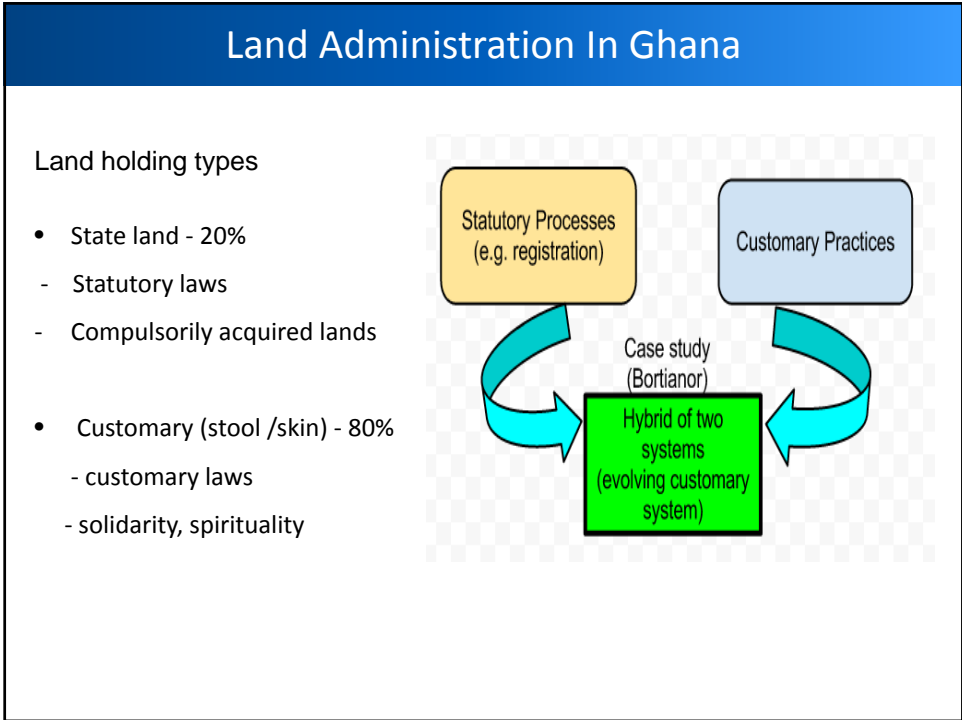 Land Administration In Ghana
Land holding types
• State land - 20%
- Statutory laws
- Compulsorily acquired lands
• Customary (stool /skin) - 80%
- customary laws
- solidarity, spirituality
Statutory Processes
(e.g. registration)
Customary Practices
Case study
(Bortianor)
Hybrid of two
systems
(evolving customary
system)